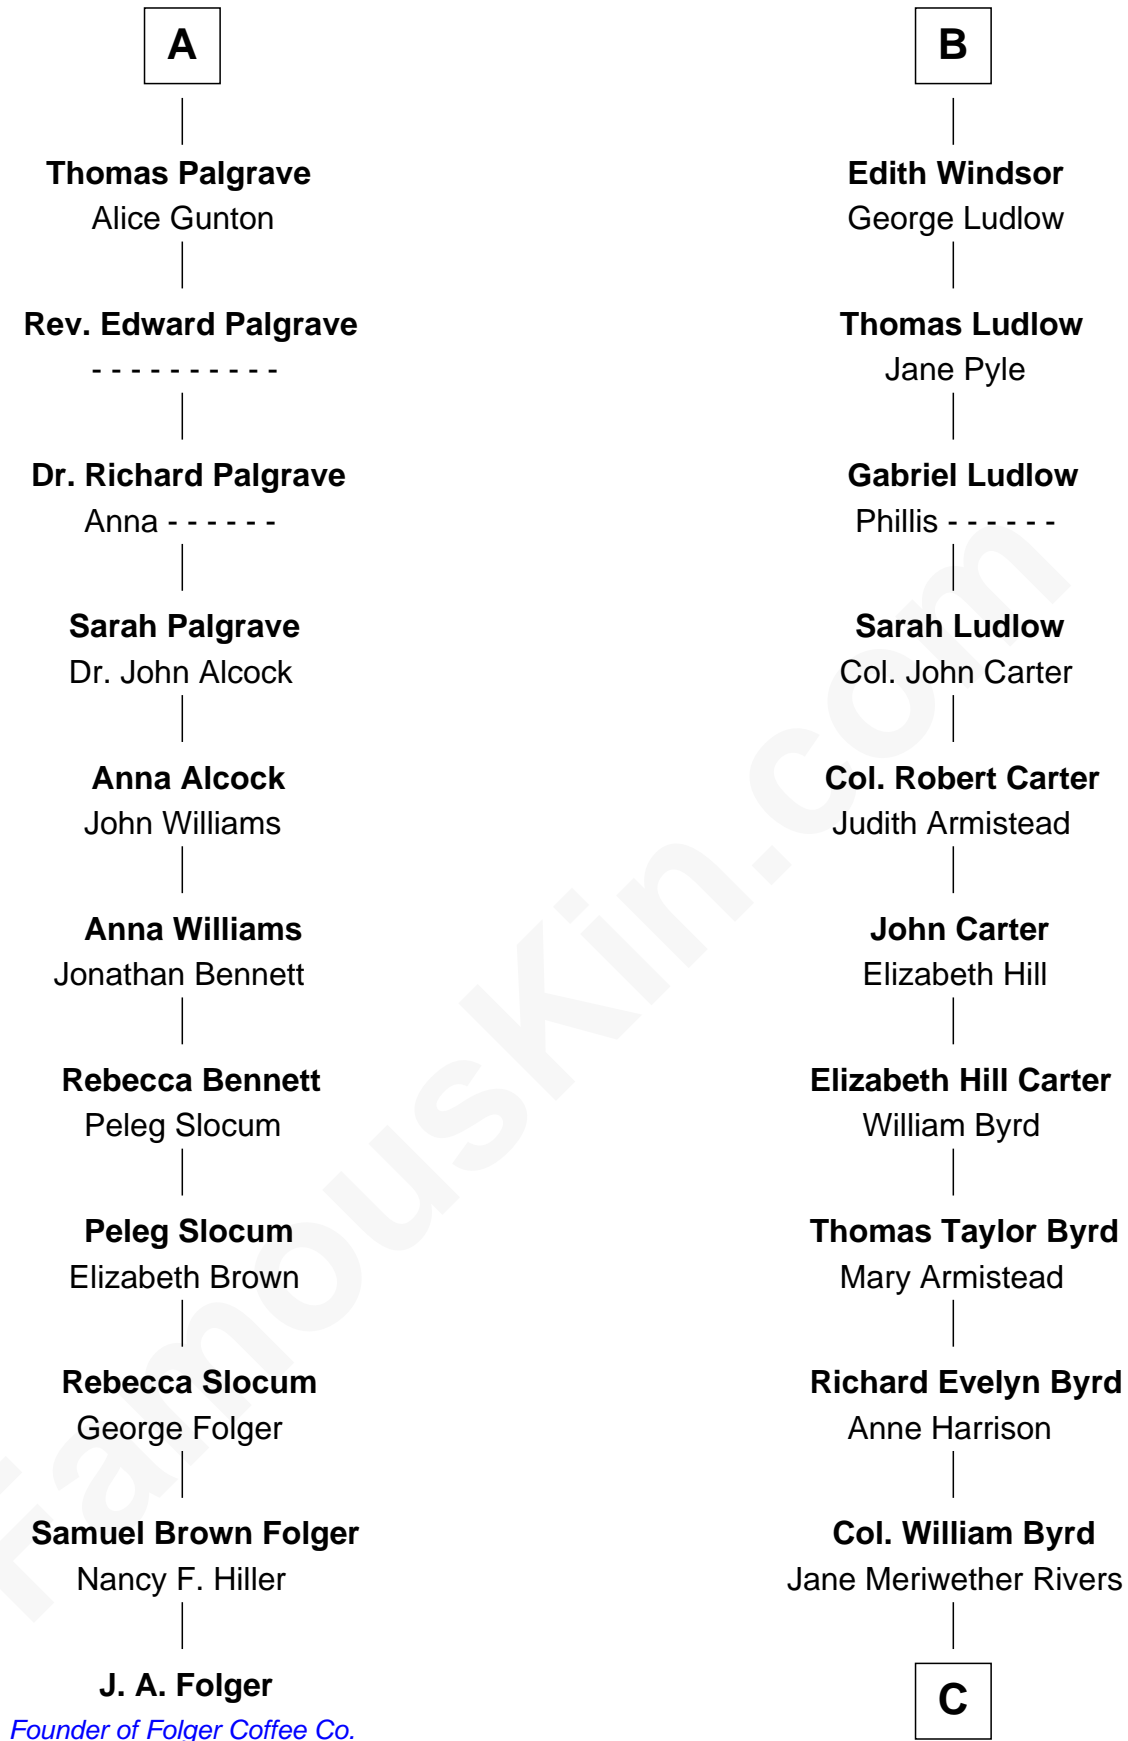 A
Thomas Palgrave
Alice Gunton
Rev. Edward Palgrave
- - - - - - - - - -
Dr. Richard Palgrave
Anna - - - - - -
Sarah Palgrave
Dr. John Alcock
Anna Alcock
John Williams
Anna Williams
Jonathan Bennett
Rebecca Bennett
Peleg Slocum
Peleg Slocum
Elizabeth Brown
Rebecca Slocum
George Folger
Samuel Brown Folger
Nancy F. Hiller
J. A. Folger
Founder of Folger Coffee Co.
B
Edith Windsor
George Ludlow
Thomas Ludlow
Jane Pyle
Gabriel Ludlow
Phillis - - - - - -
Sarah Ludlow
Col. John Carter
Col. Robert Carter
Judith Armistead
John Carter
Elizabeth Hill
Elizabeth Hill Carter
William Byrd
Thomas Taylor Byrd
Mary Armistead
Richard Evelyn Byrd
Anne Harrison
Col. William Byrd
Jane Meriwether Rivers
C
FamousKin.com